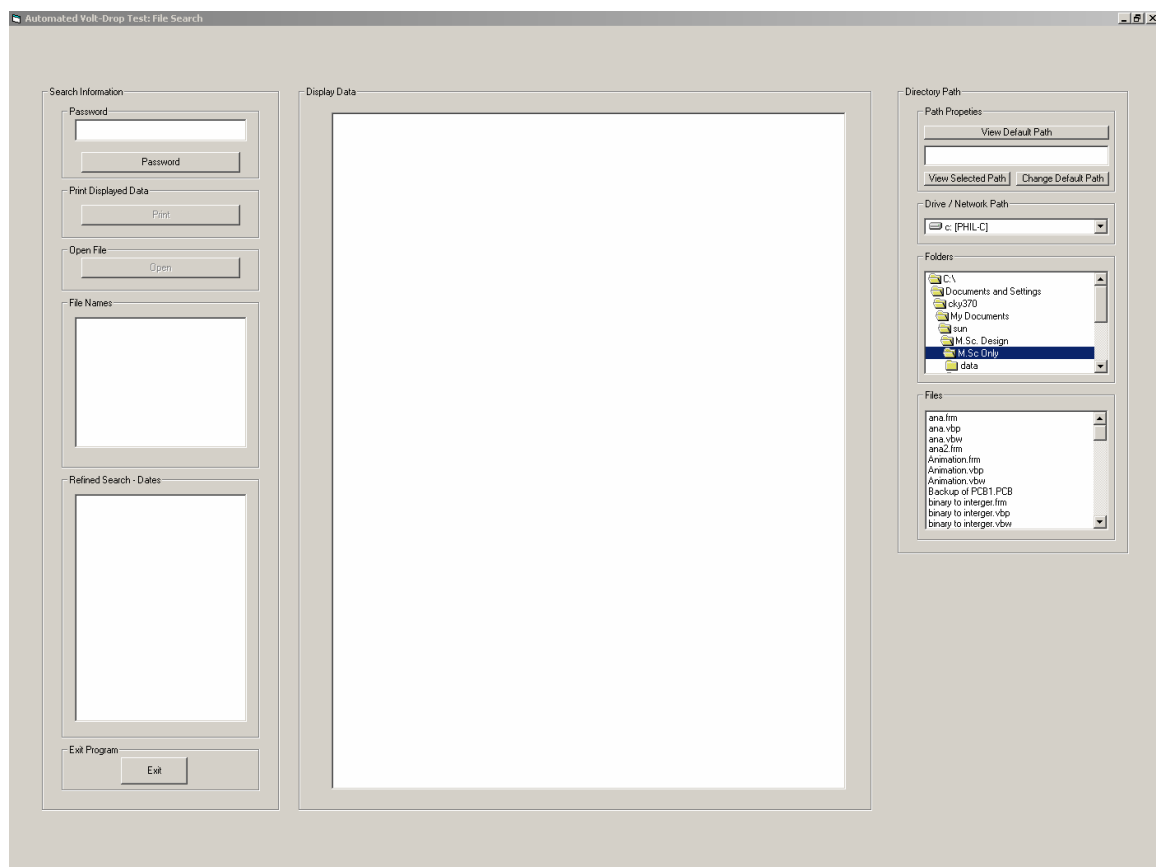 Automated Volt-Drop Test: File Search
Search Information
Password
Password
Print Displayed Data
Print
Open File
Open
File Names
Refined Search - Dates
Exit Program
Exit
Display Data
Directory Path
Path Propeties
View Default Path
View Selected Path
Change Default Path
Drive / Network Path
c: [PHIL-C]
Folders
C:\
Documents and Settings
cky370
My Documents
sun
M.Sc. Design
M.Sc Only
data
Files
ana.frm
ana.vbp
ana.vbw
ana2.frm
Animation.frm
Animation.vbp
Animation.vbw
Backup of PCB1.PCB
binary to interger.frm
binary to interger.vbp
binary to interger.vbw